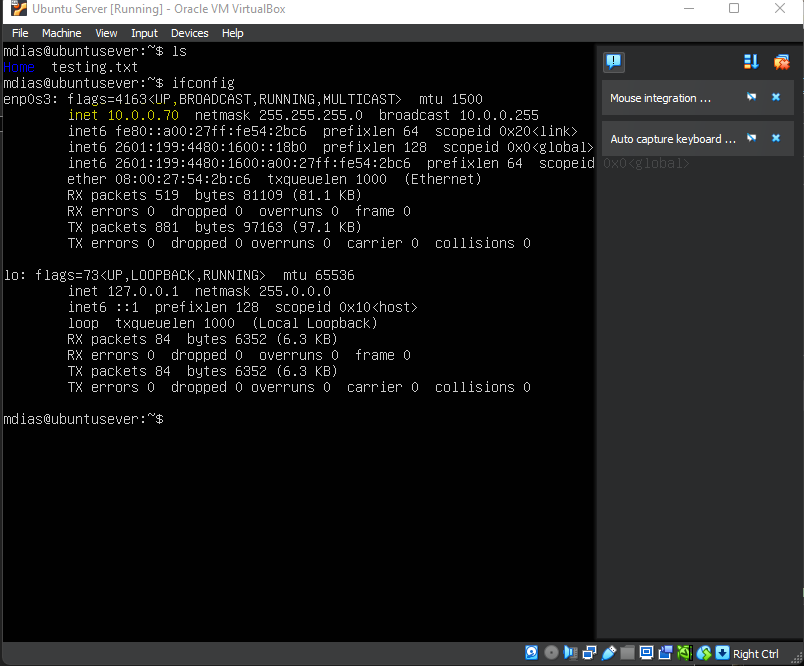 Ubuntu Server [Running] - Oracle VM VirtualBox
File Machine View Input Devices Help
mdias@ubuntusever:~$ ls
Home testing.txt
mdias@ubuntusever:~$ ifconfig
enp0s3: flags=4163<UP,BROADCAST,RUNNING,MULTICAST> mtu 1500
inet 10.0.0.70 netmask 255.255.255.0 broadcast 10.0.0.255
inet6 fe80::a00:27ff:fe54:2bc6 prefixlen 64 scopeid 0x20<link>
inet6 2601:199:4480:1600::18b0 prefixlen 128 scopeid 0x0<global>
inet6 2601:199:4480:1600:a00:27ff:fe54:2bc6 prefixlen 64 scopeid 0x0<global>
ether 08:00:27:54:2b:c6 txqueuelen 1000 (Ethernet)
RX packets 519 bytes 81109 (81.1 KB)
RX errors 0 dropped 0 overruns 0 frame 0
TX packets 881 bytes 97163 (97.1 KB)
TX errors 0 dropped 0 overruns 0 carrier 0 collisions 0
lo: flags=73<UP,LOOPBACK,RUNNING> mtu 65536
inet 127.0.0.1 netmask 255.0.0.0
inet6 ::1 prefixlen 128 scopeid 0x10<host>
loop txqueuelen 1000 (Local Loopback)
RX packets 84 bytes 6352 (6.3 KB)
RX errors 0 dropped 0 overruns 0 frame 0
TX packets 84 bytes 6352 (6.3 KB)
TX errors 0 dropped 0 overruns 0 carrier 0 collisions 0
mdias@ubuntusever:~$
Mouse integration ...
Auto capture keyboard ...
Right Ctrl